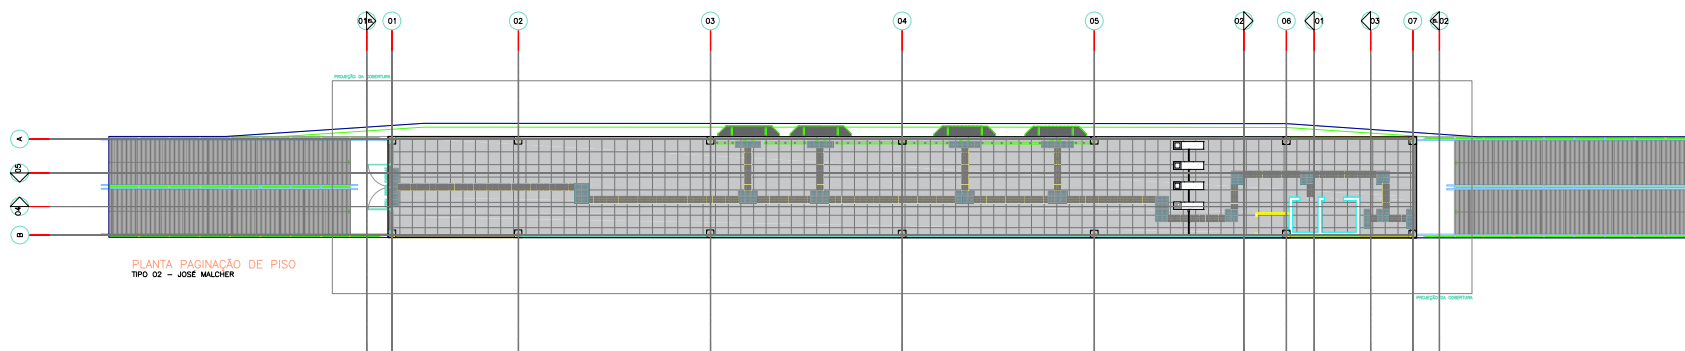 01
02
03
04
05
02
06
01
03
07
02
PROJEÇÃO DA COBERTURA
A
05
04
B
PLANTA PAGINAÇÃO DE PISO
TIPO 02 - JOSÉ MALCHER
PROJEÇÃO DA COBERTURA